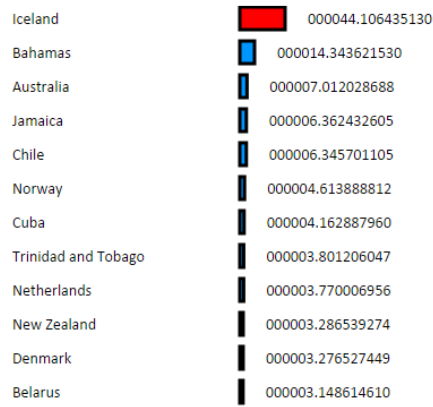 Iceland 000044.106435130
Bahamas 000014.343621530
Australia 000007.012028688
Jamaica 000006.362432605
Chile 000006.345701105
Norway 000004.613888812
Cuba 000004.162887960
Trinidad and Tobago 000003.801206047
Netherlands 000003.770006956
New Zealand 000003.286539274
Denmark 000003.276527449
Belarus 000003.148614610